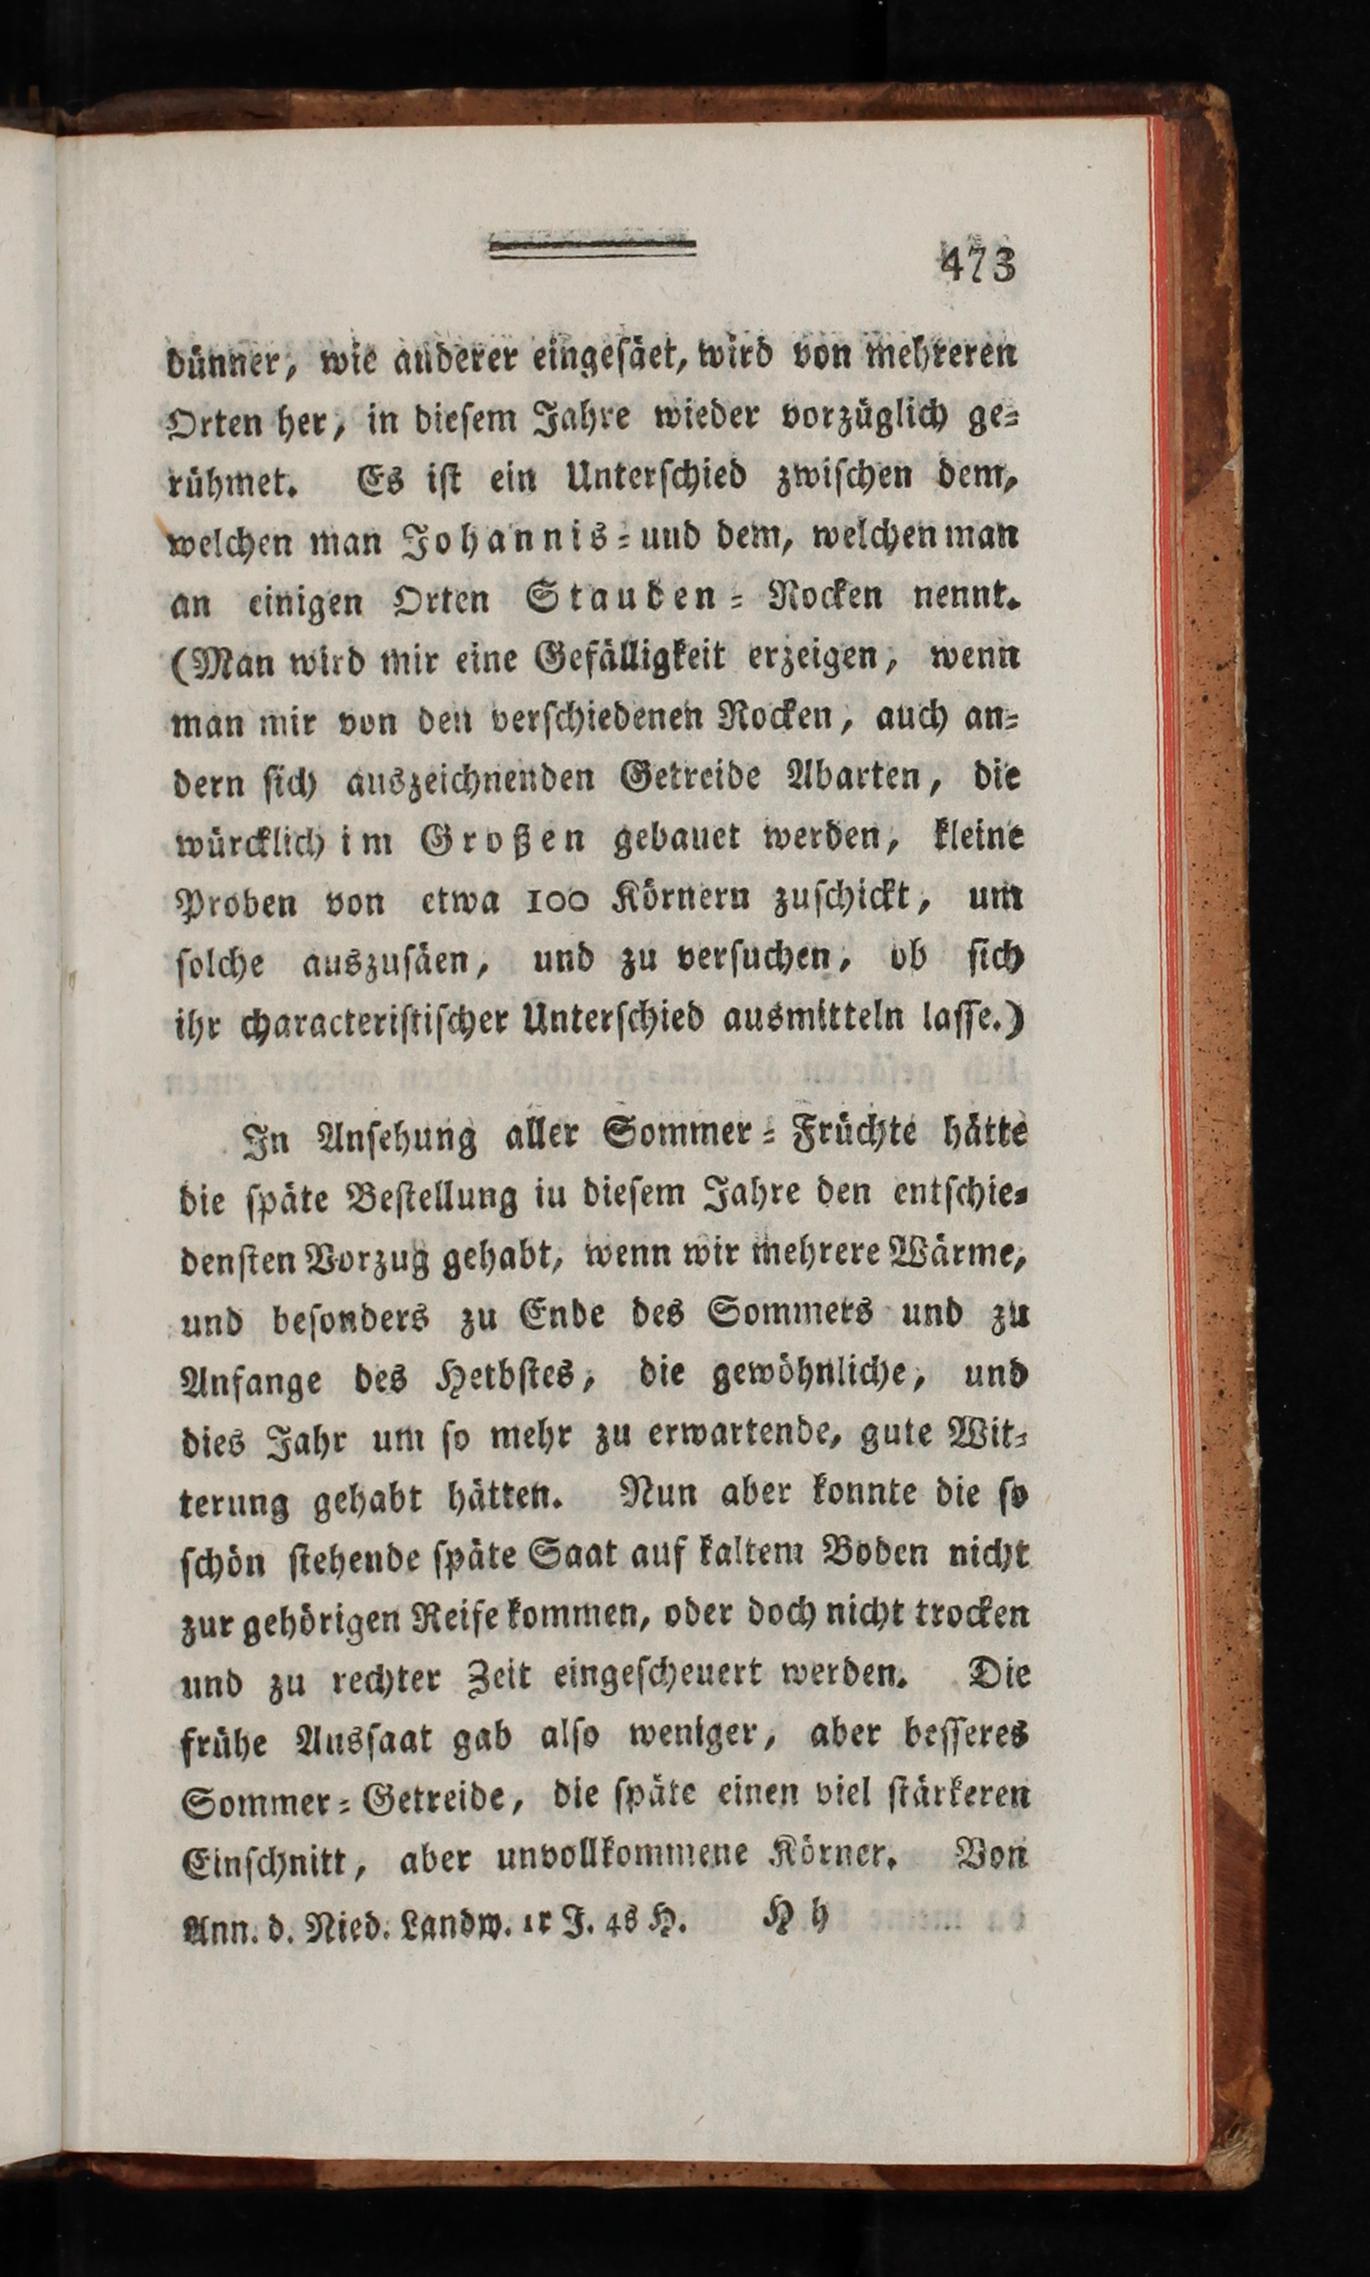 473
dünner, wie anderer eingeſäet, wird von mehreren
Orten her, in dieſem Jahre wieder vorzüglich ge⸗
rühmet. Es iſt ein Unterſchied zwiſchen dem,
welchen man Johannis⸗ und dem, welchen man
an einigen Orten Stauden⸗Rocken nennt.
(Man wird mir eine Gefälligkeit erzeigen, wenn
man mir von den verſchiedenen Rocken, auch an⸗
dern ſich auszeichnenden Getreide Abarten, die
würcklich im Großen gebauet werden, kleine
Proben von etwa 100 Körnern zuſchickt, um
ſolche auszuſäen, und zu verſuchen, ob ſich
ihr characteriſtiſcher Unterſchied ausmitteln laſſe.)
In Anſehung aller Sommer⸗Früchte hätte
die ſpäte Beſtellung in dieſem Jahre den entſchie⸗
denſten Vorzug gehabt, wenn wir mehrere Wärme,
und beſonders zu Ende des Sommers und zu
Anfange des Hetbſtes, die gewöhnliche, und
dies Jahr um ſo mehr zu erwartende, gute Wit⸗
terung gehabt hätten. Nun aber konnte die ſo
ſchön ſtehende ſpäte Saat auf kaltem Boden nicht
zur gehörigen Reife kommen, oder doch nicht trocken
und zu rechter Zeit eingeſcheuert werden. Die
frühe Ausſaat gab alſo weniger, aber beſſeres
Sommer⸗Getreide, die ſpäte einen viel ſtärkeren
Einſchnitt, aber unvollkommene Körner. Von
Ann. d. Nied. Landw. 1r J. 4s H. H h